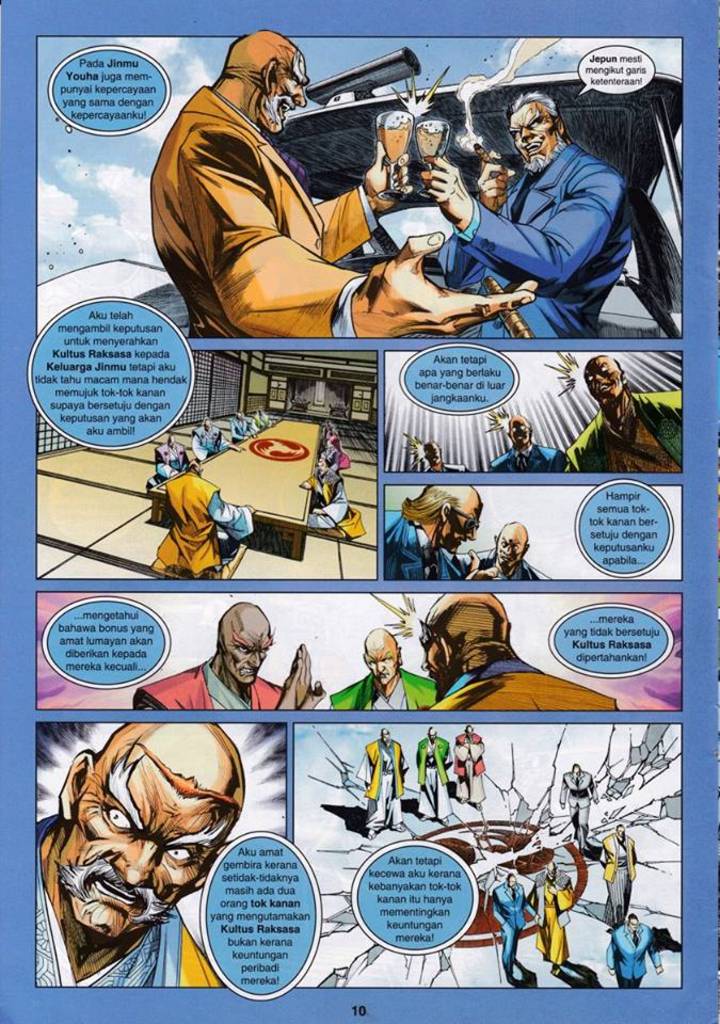 Pada Jinmu
Youha juga mem-
punyai kepercayaan
yang sama dengan
kepercayaanku!
Jepun mesti
mengikut garis
ketenteraan!
Aku telah
mengambil keputusan
untuk menyerahkan
Kultus Raksasa kepada
Keluarga Jinmu tetapi aku
tidak tahu macam mana hendak
memujuk tok-tok kanan
supaya bersetuju dengan
keputusan yang akan
aku ambil!
Akan tetapi
apa yang berlaku
benar-benar di luar
jangkaanku.
Hampir
semua tok-
tok kanan ber-
setuju dengan
keputusanku
apabila...
...mengetahui
bahawa bonus yang
amat lumayan akan
diberikan kepada
mereka kecuali...
...mereka
yang tidak bersetuju
Kultus Raksasa
dipertahankan!
Aku amat
gembira kerana
setidak-tidaknya
masih ada dua
orang tok kanan
yang mengutamakan
Kultus Raksasa
bukan kerana
keuntungan
peribadi
mereka!
Akan tetapi
kecewa aku kerana
kebanyakan tok-tok
kanan itu hanya
mementingkan
keuntungan
mereka!
10